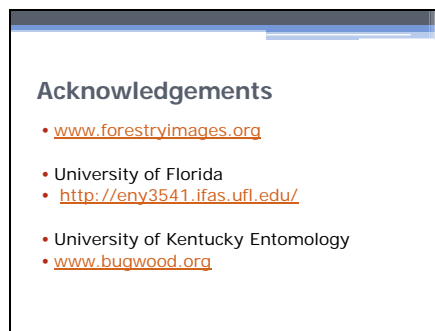 Acknowledgements
• www.forestryimages.org
• University of Florida
• http://eny3541.ifas.ufl.edu/
• University of Kentucky Entomology
• www.bugwood.org